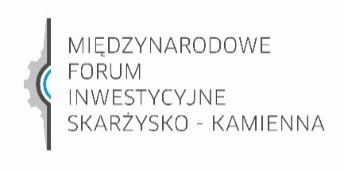 MIĘDZYNARODOWE
FORUM
INWESTYCYJNE
SKARŻYSKO - KAMIENNA